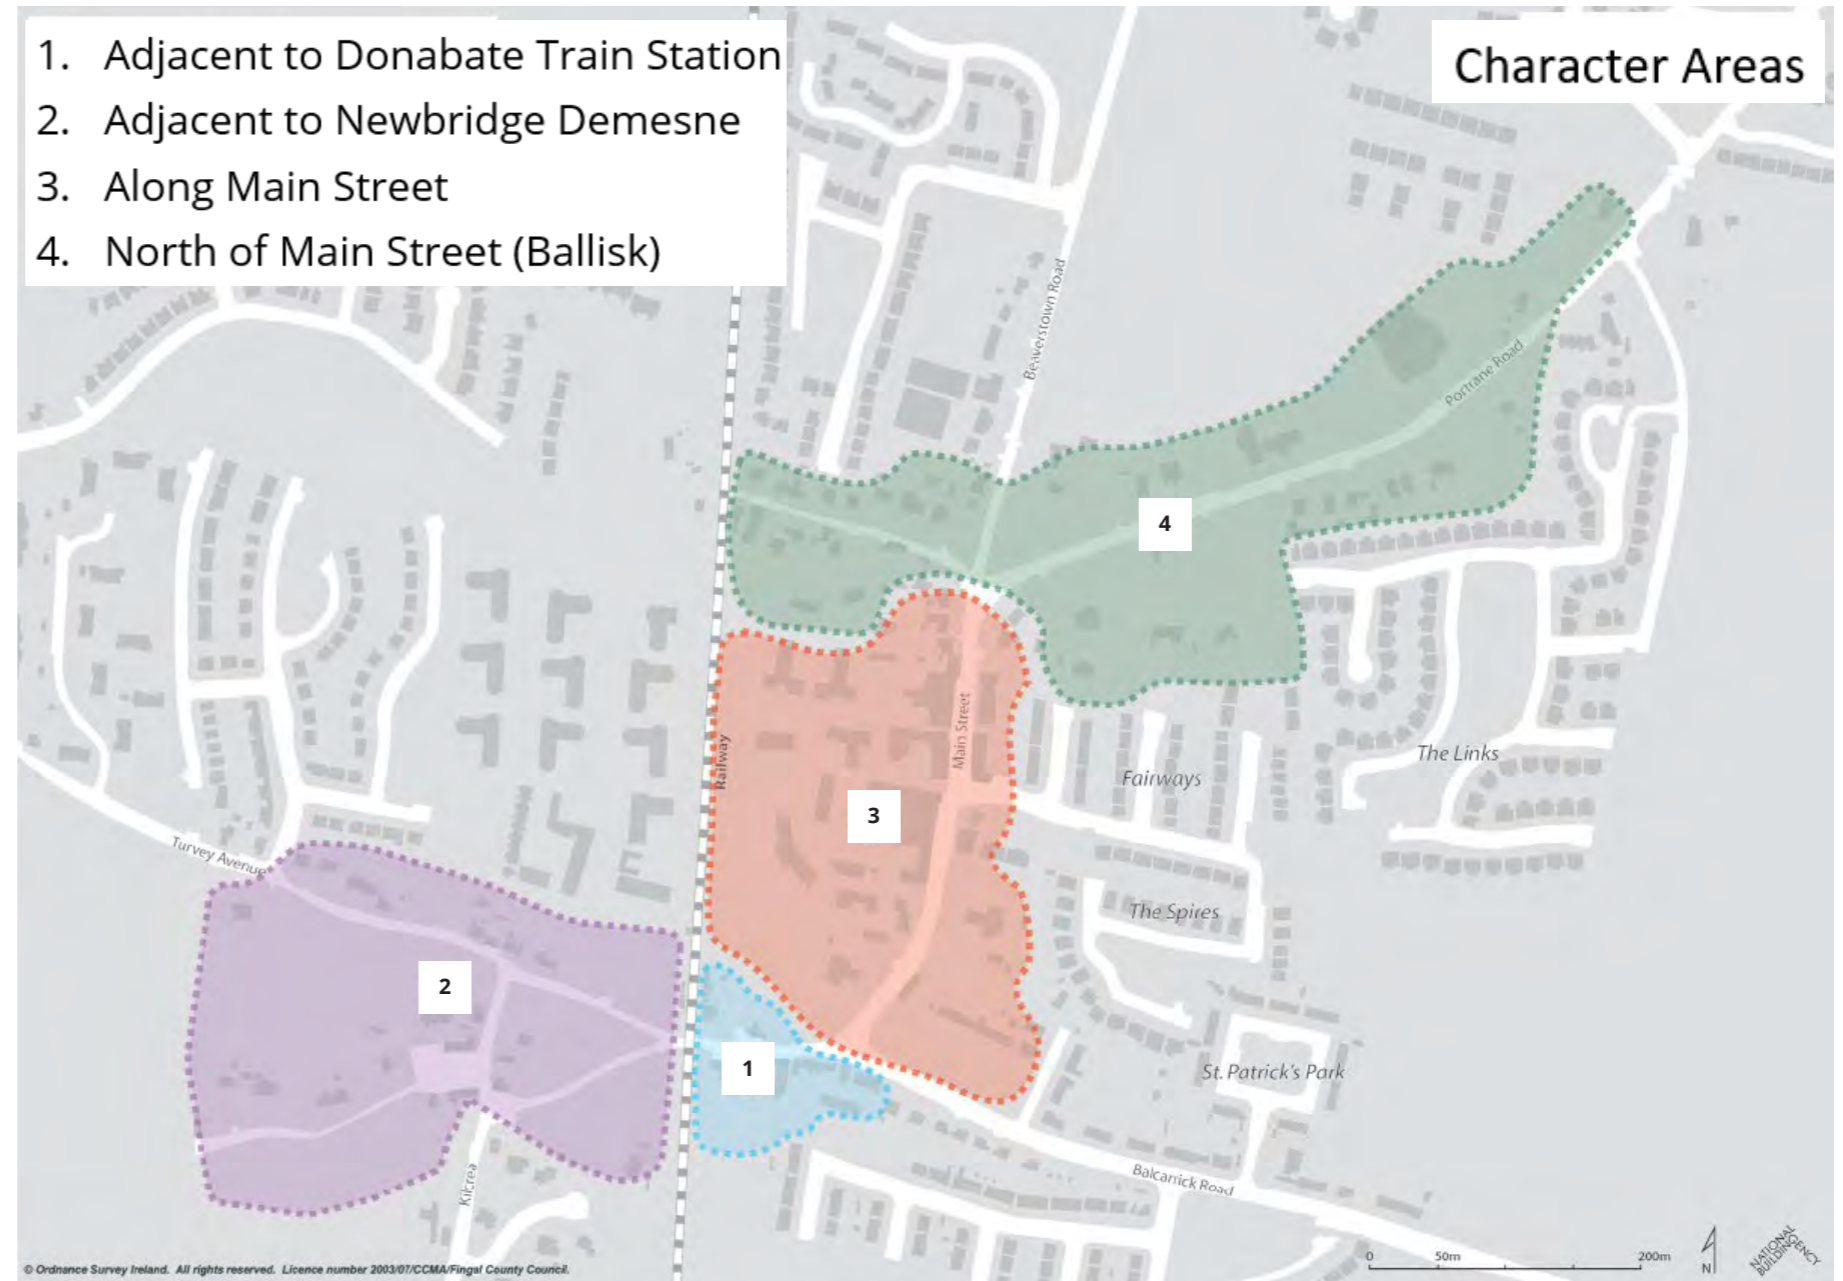 1. Adjacent to Donabate Train Station
2. Adjacent to Newbridge Demesne
3. Along Main Street
4. North of Main Street (Ballisk)
Character Areas
Beaverstown Road
Portrane Road
4
Main Street
Railway
Fairways
The Links
3
Turvey Avenue
The Spires
2
1
St. Patrick's Park
Balcarrick Road
Kilcrea
0 50m 200m
N
NATIONAL
BUILDING
AGENCY
© Ordnance Survey Ireland. All rights reserved. Licence number 2003/07/CCMA/Fingal County Council.